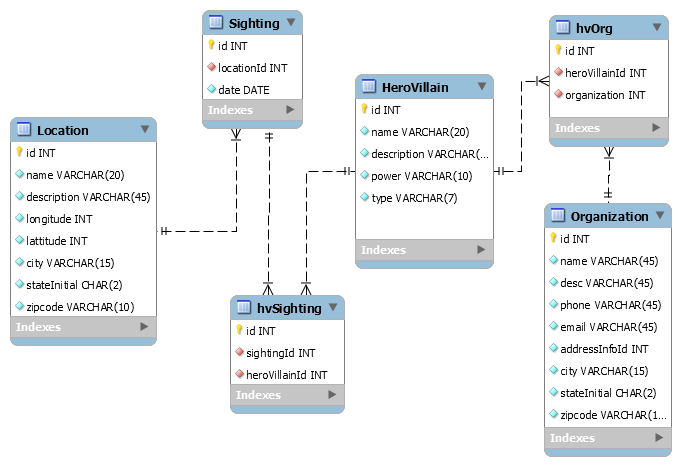 Sighting
id INT
locationId INT
date DATE
Indexes
hvOrg
id INT
heroVillainId INT
organization INT
Indexes
HeroVillain
id INT
name VARCHAR(20)
description VARCHAR(...
power VARCHAR(10)
type VARCHAR(7)
Indexes
Location
id INT
name VARCHAR(20)
description VARCHAR(45)
longitude INT
lattitude INT
city VARCHAR(15)
stateInitial CHAR(2)
zipcode VARCHAR(10)
Indexes
hvSighting
id INT
sightingId INT
heroVillainId INT
Indexes
Organization
id INT
name VARCHAR(45)
desc VARCHAR(45)
phone VARCHAR(45)
email VARCHAR(45)
addressInfoId INT
city VARCHAR(15)
stateInitial CHAR(2)
zipcode VARCHAR(1...
Indexes